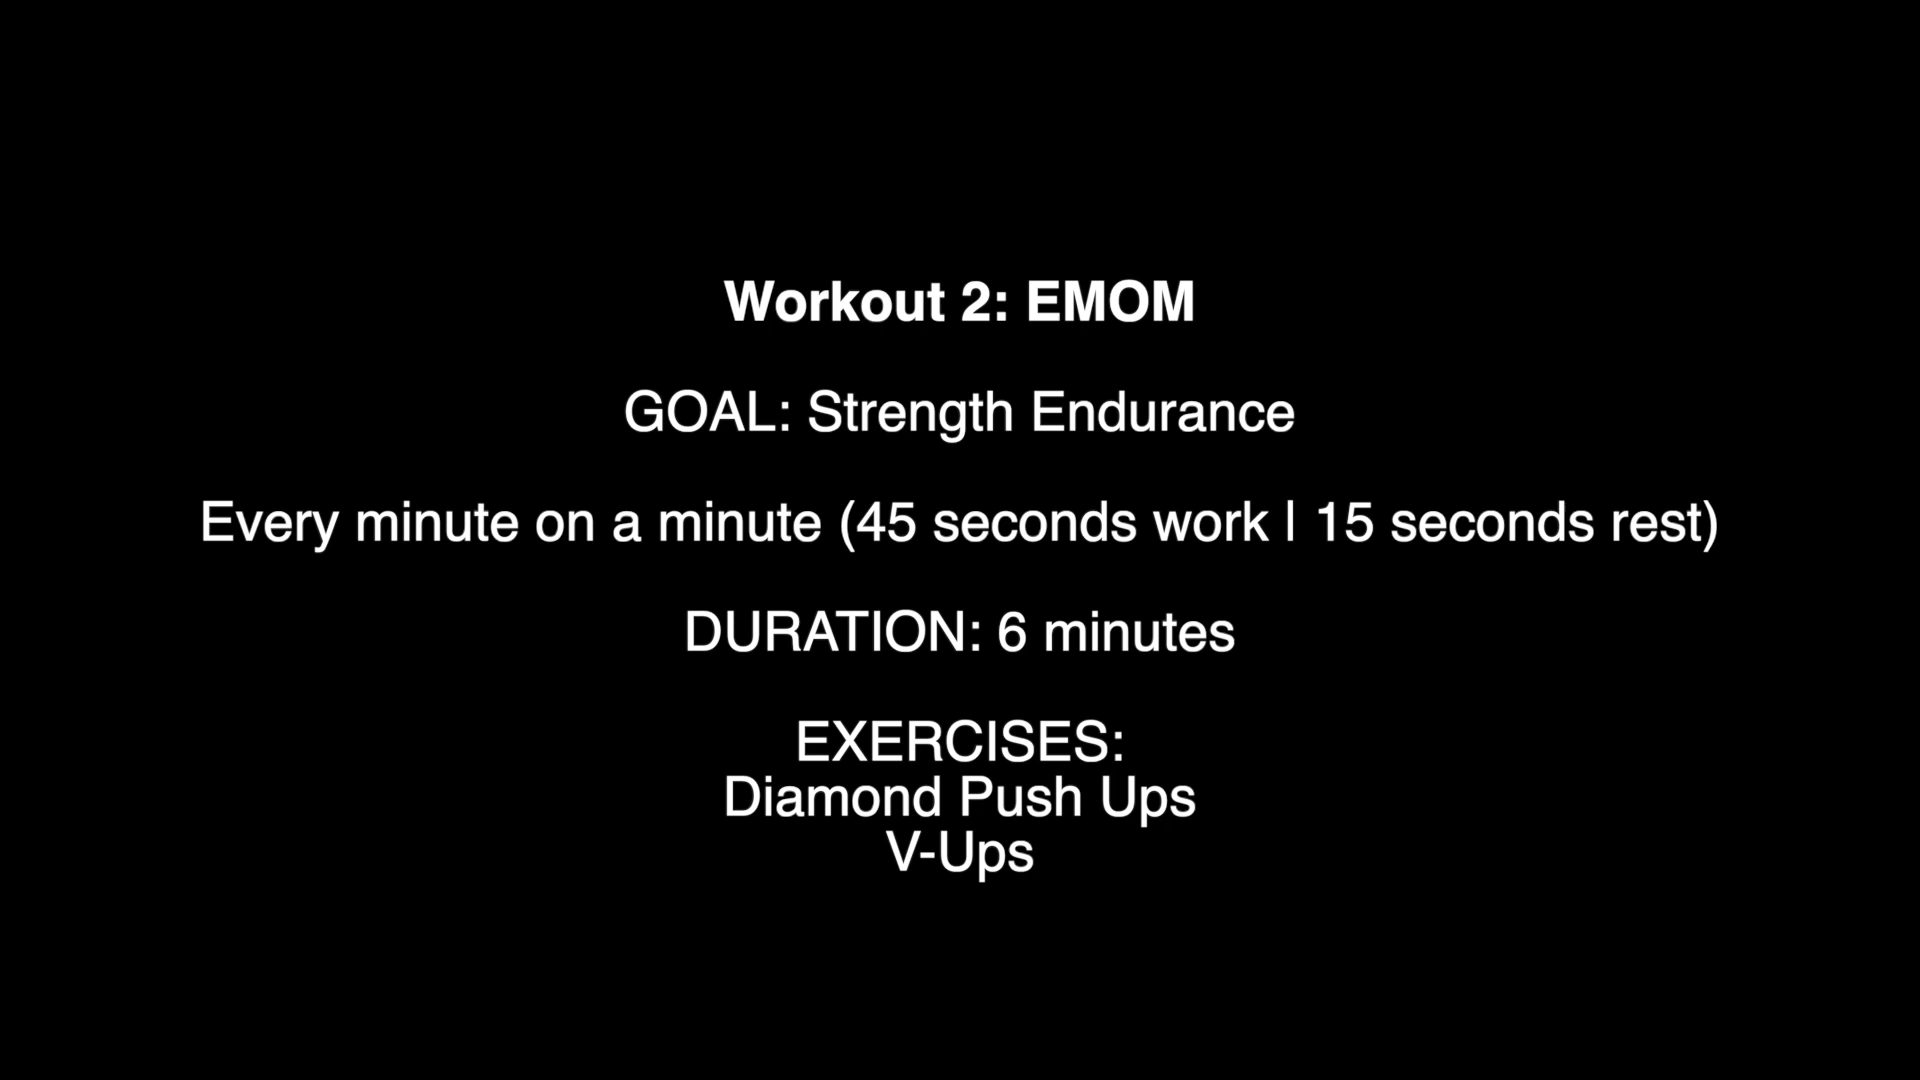 Workout 2: EMOM
GOAL: Strength Endurance
Every minute on a minute (45 seconds work | 15 seconds rest)
DURATION: 6 minutes
EXERCISES:
Diamond Push Ups
V-Ups